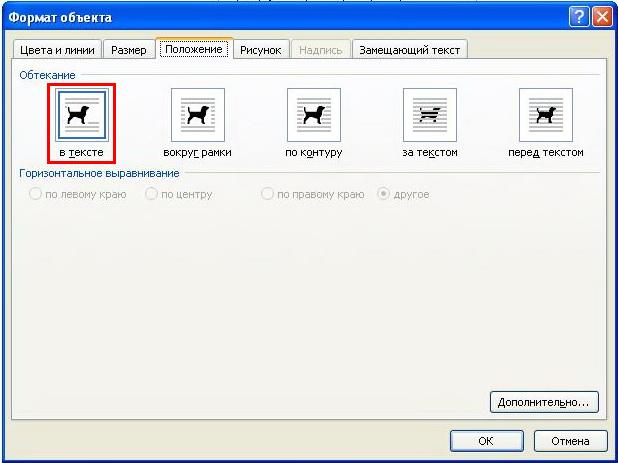 Формат объекта
Цвета и линии Размер Положение Рисунок Надпись Замещающий текст
Обтекание
в тексте вокруг рамки по контуру за текстом перед текстом
Горизонтальное выравнивание
по левому краю по центру по правому краю другое
Дополнительно...
ОК Отмена